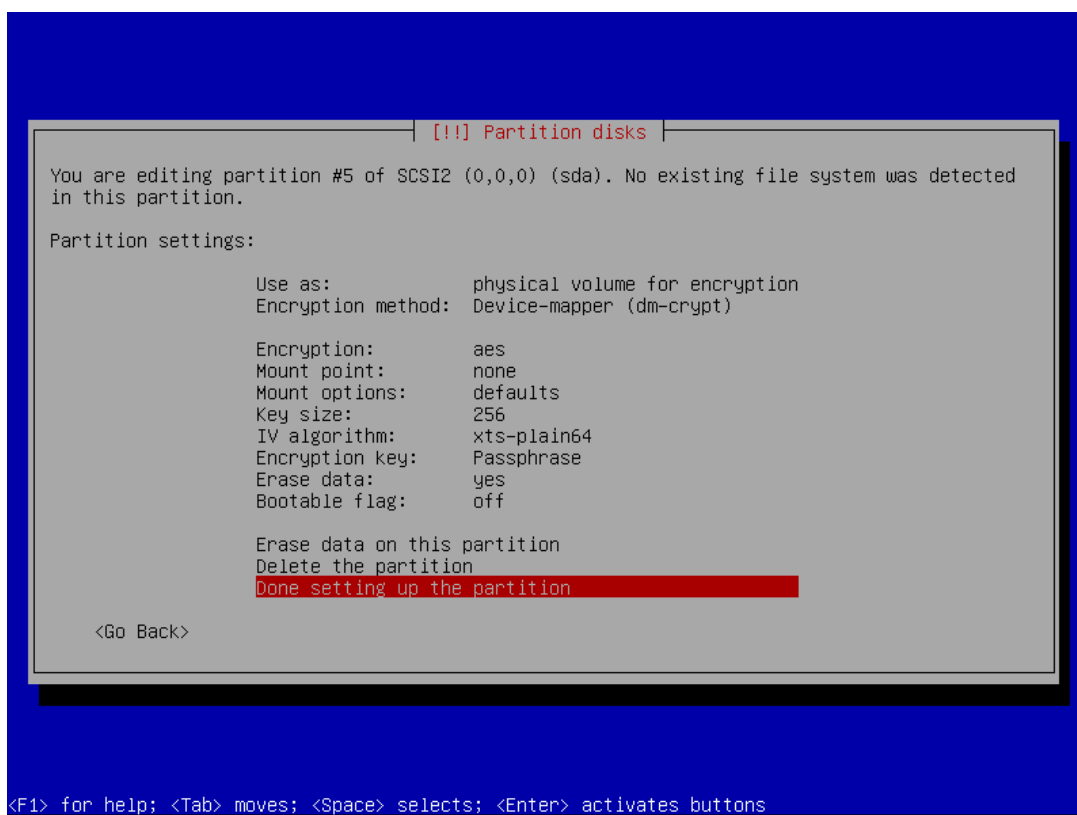 [!!] Partition disks
You are editing partition #5 of SCSI2 (0,0,0) (sda). No existing file system was detected
in this partition.
Partition settings:
Use as: physical volume for encryption
Encryption method: Device-mapper (dm-crypt)
Encryption: aes
Mount point: none
Mount options: defaults
Key size: 256
IV algorithm: xts-plain64
Encryption key: Passphrase
Erase data: yes
Bootable flag: off
Erase data on this partition
Delete the partition
Done setting up the partition
<Go Back>
<F1> for help; <Tab> moves; <Space> selects; <Enter> activates buttons